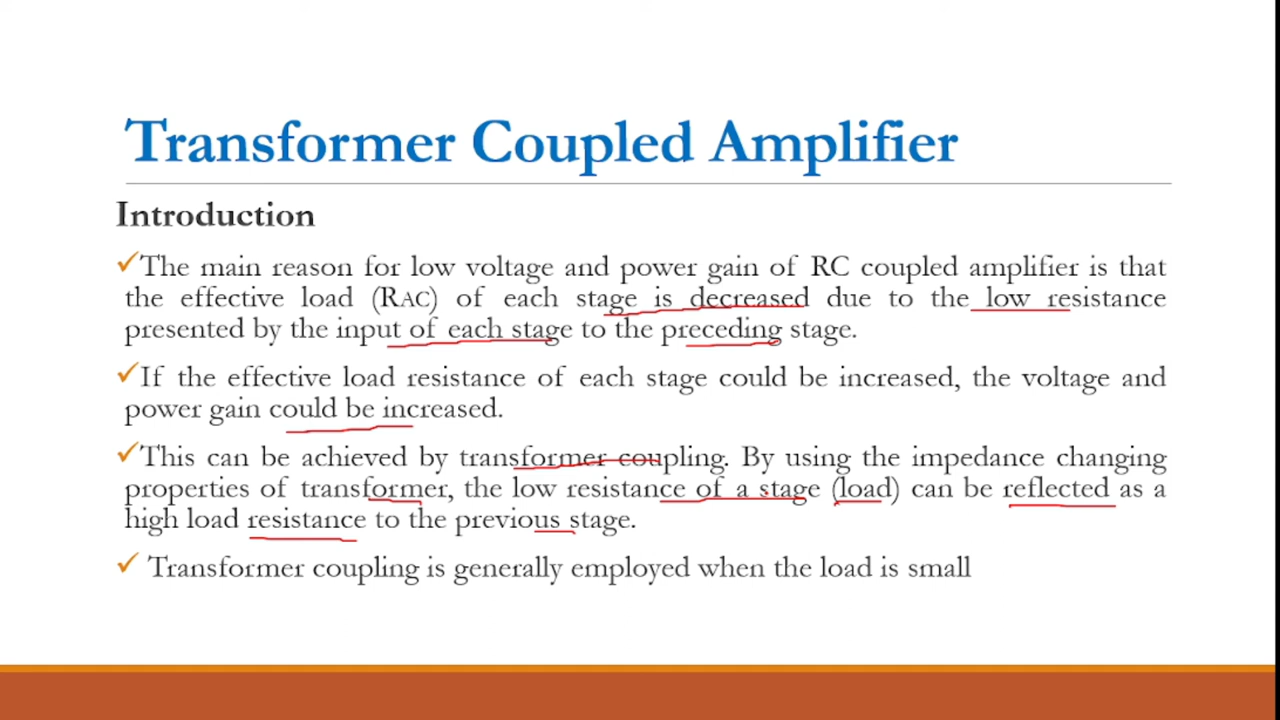 Transformer Coupled Amplifier
Introduction
✓The main reason for low voltage and power gain of RC coupled amplifier is that
the effective load (RAC) of each stage is decreased due to the low resistance
presented by the input of each stage to the preceding stage.
✓If the effective load resistance of each stage could be increased, the voltage and
power gain could be increased.
✓This can be achieved by transformer coupling. By using the impedance changing
properties of transformer, the low resistance of a stage (load) can be reflected as a
high load resistance to the previous stage.
✓ Transformer coupling is generally employed when the load is small